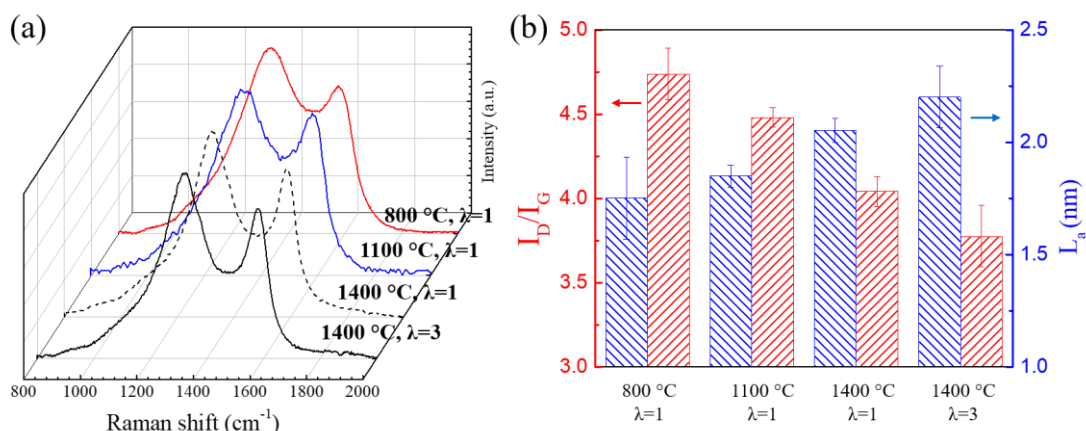 (a)
Intensity (a.u.)
800 °C, λ=1
1100 °C, λ=1
1400 °C, λ=1
1400 °C, λ=3
800 1000 1200 1400 1600 1800 2000
Raman shift (cm⁻¹)
(b)
5.0
4.5
4.0
3.5
3.0
I_D/I_G
2.5
2.0
1.5
1.0
L_a (nm)
800 °C 1100 °C 1400 °C 1400 °C
λ=1 λ=1 λ=1 λ=3